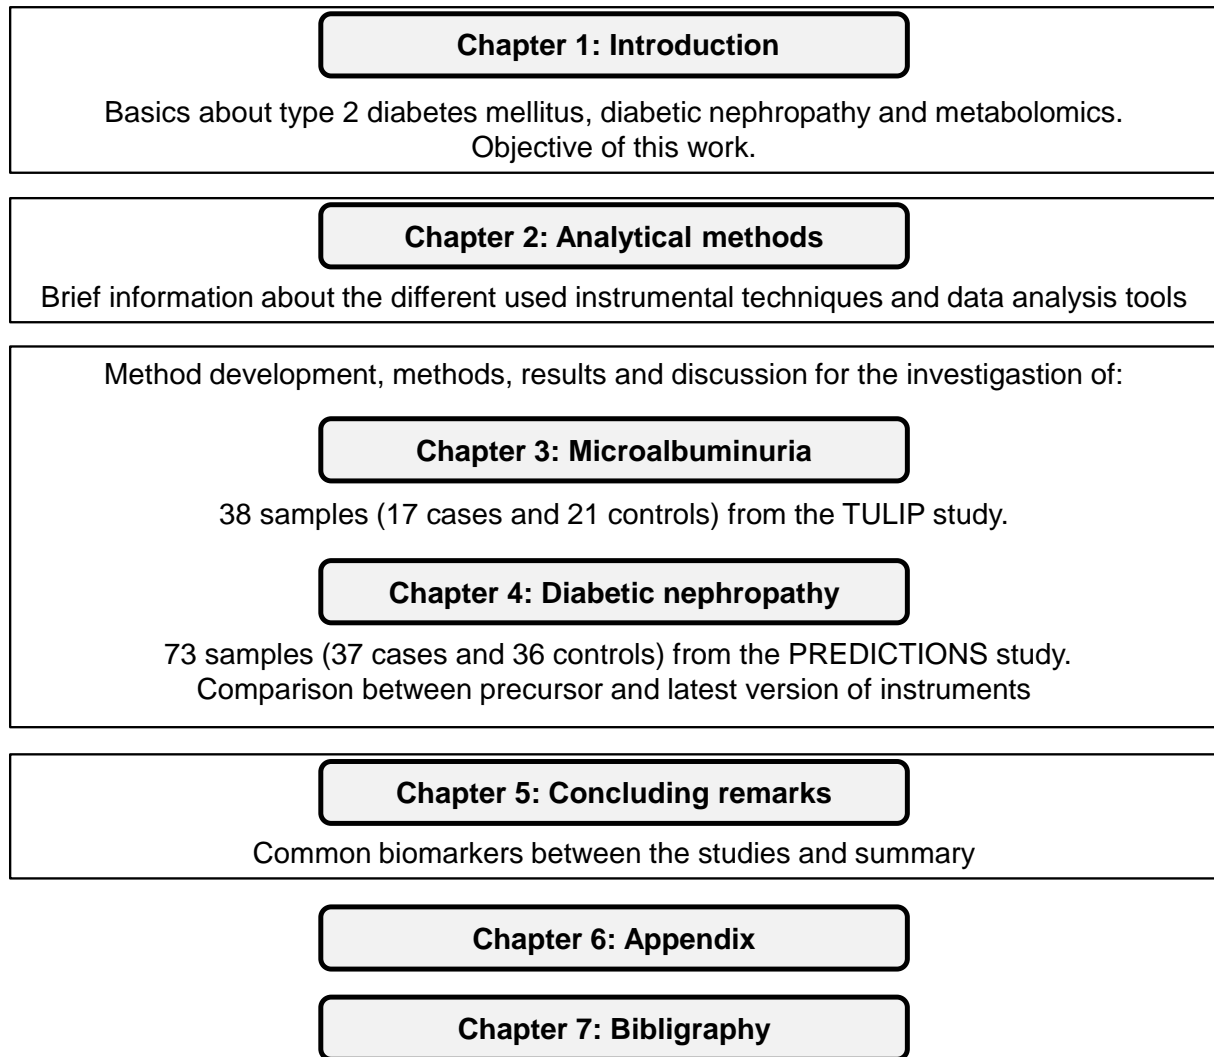 Chapter 1: Introduction
Basics about type 2 diabetes mellitus, diabetic nephropathy and metabolomics.
Objective of this work.
Chapter 2: Analytical methods
Brief information about the different used instrumental techniques and data analysis tools
Method development, methods, results and discussion for the investigastion of:
Chapter 3: Microalbuminuria
38 samples (17 cases and 21 controls) from the TULIP study.
Chapter 4: Diabetic nephropathy
73 samples (37 cases and 36 controls) from the PREDICTIONS study.
Comparison between precursor and latest version of instruments
Chapter 5: Concluding remarks
Common biomarkers between the studies and summary
Chapter 6: Appendix
Chapter 7: Bibligraphy